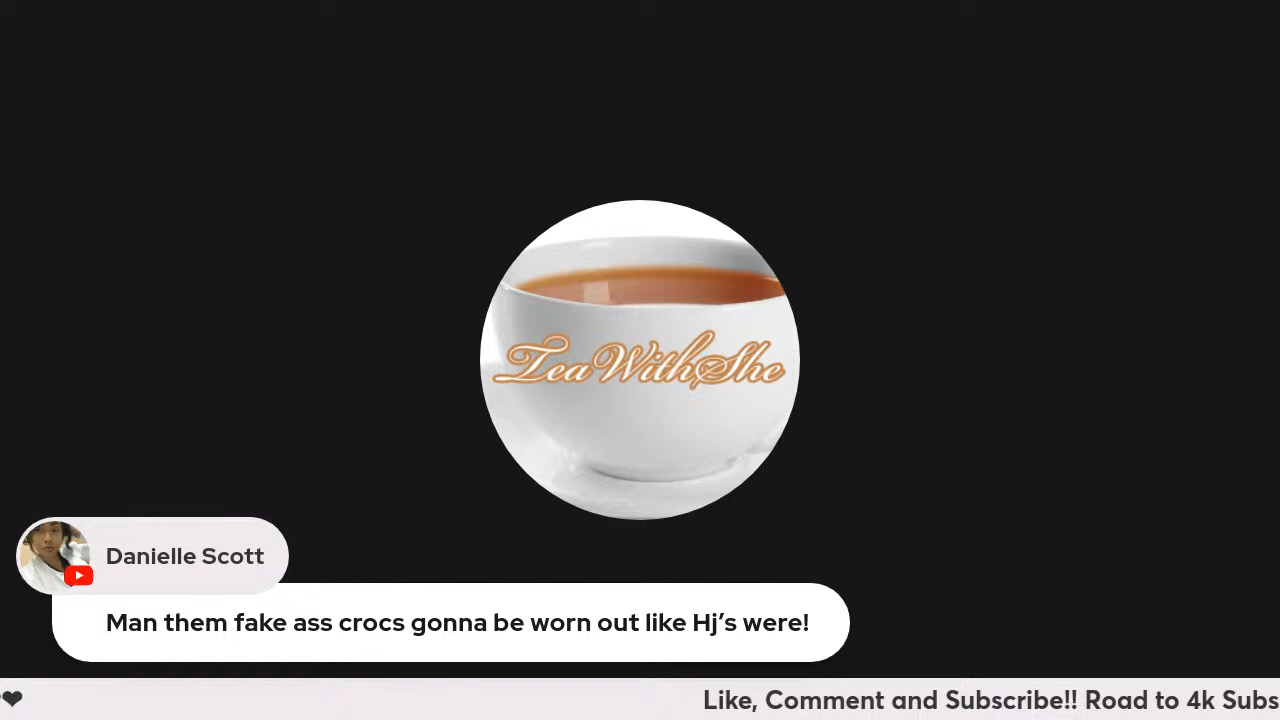 TeaWithShe
Danielle Scott
Man them fake ass crocs gonna be worn out like Hj’s were!
❤ Like, Comment and Subscribe!! Road to 4k Subs